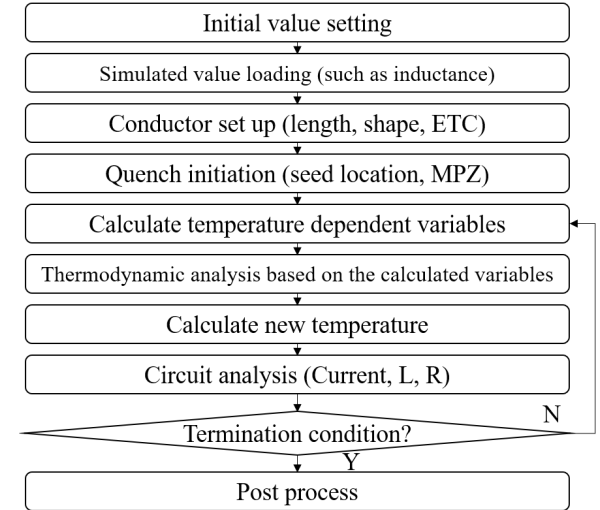 Initial value setting
Simulated value loading (such as inductance)
Conductor set up (length, shape, ETC)
Quench initiation (seed location, MPZ)
Calculate temperature dependent variables
Thermodynamic analysis based on the calculated variables
Calculate new temperature
Circuit analysis (Current, L, R)
N
Termination condition?
Y
Post process